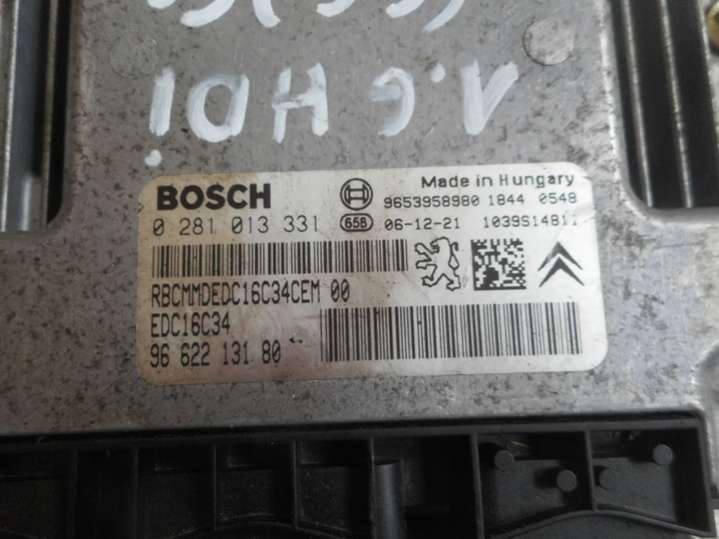 1.6 HDi
BOSCH
Made in Hungary
9653958980 1844 0548
0 281 013 331
658
06-12-21
1039S14811
RBCMMDEDC16C34CEM 00
EDC16C34
96 622 131 80